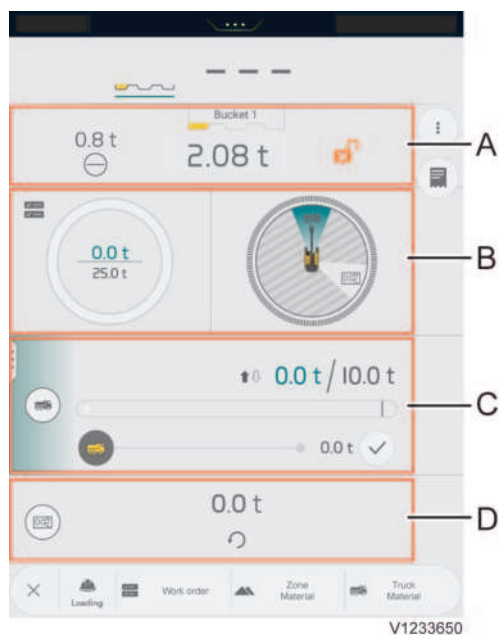 Bucket 1
0.8 t
2.08 t
A
0.0 t
25.0 t
B
0.0 t / 10.0 t
C
0.0 t
0.0 t
D
Loading
Work order
Zone Material
Truck Material
V1233650